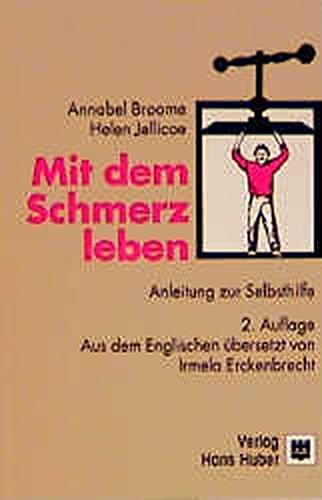 Annabel Broome
Helen Jellicoe
Mit dem
Schmerz
leben
Anleitung zur Selbsthilfe
2. Auflage
Aus dem Englischen übersetzt von
Irmela Erckenbrecht
Verlag
Hans Huber